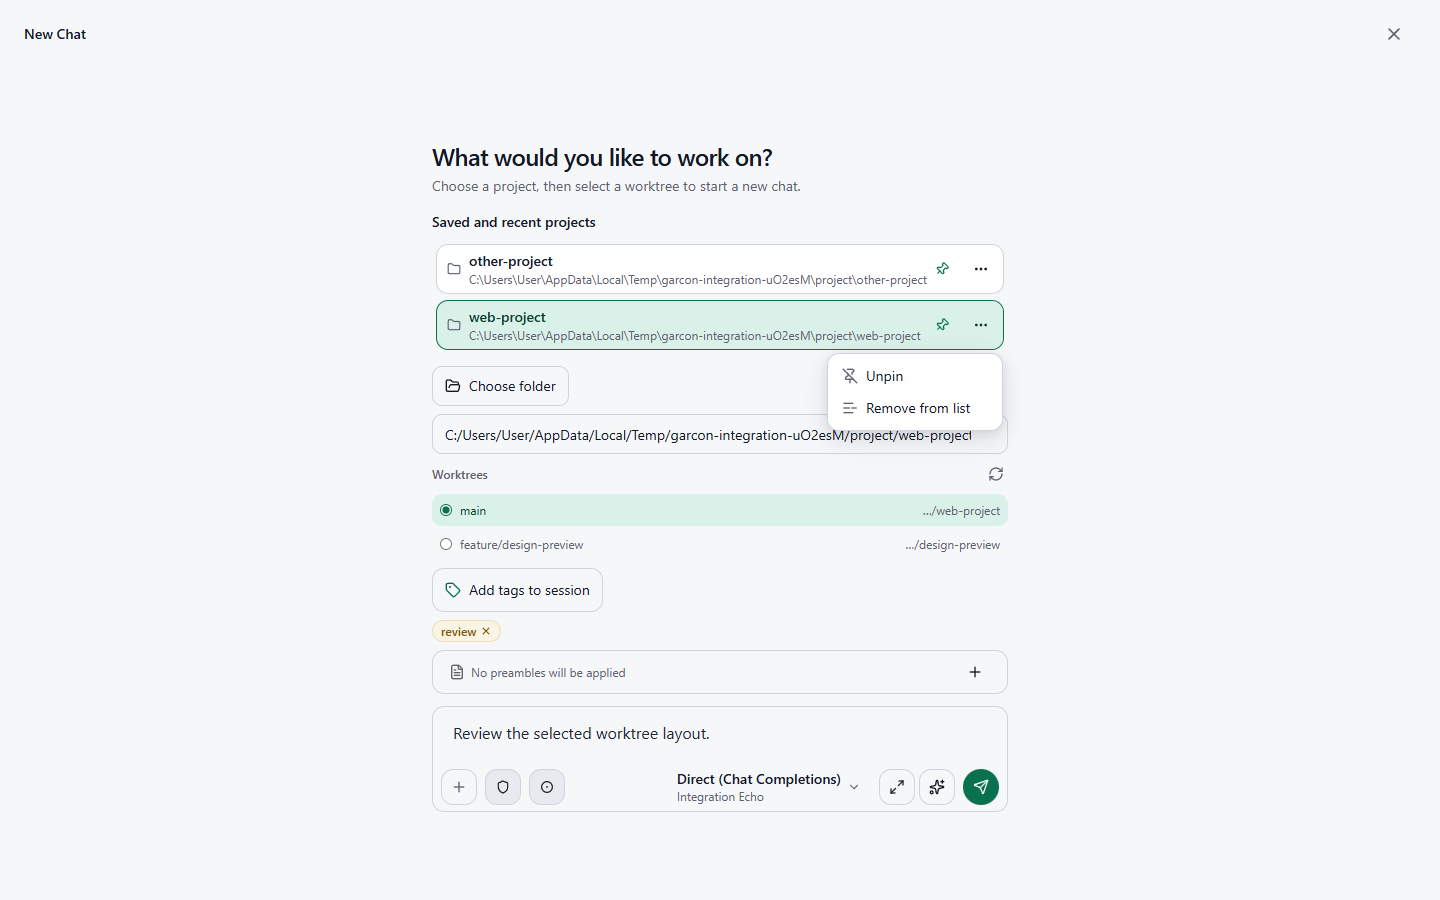 New Chat
What would you like to work on?
Choose a project, then select a worktree to start a new chat.
Saved and recent projects
other-project
C:\Users\User\AppData\Local\Temp\garcon-integration-uO2esM\project\other-project
web-project
C:\Users\User\AppData\Local\Temp\garcon-integration-uO2esM\project\web-project
Unpin
Remove from list
Choose folder
C:/Users/User/AppData/Local/Temp/garcon-integration-uO2esM/project/web-project
Worktrees
main
.../web-project
feature/design-preview
.../design-preview
Add tags to session
review
No preambles will be applied
Review the selected worktree layout.
Direct (Chat Completions)
Integration Echo